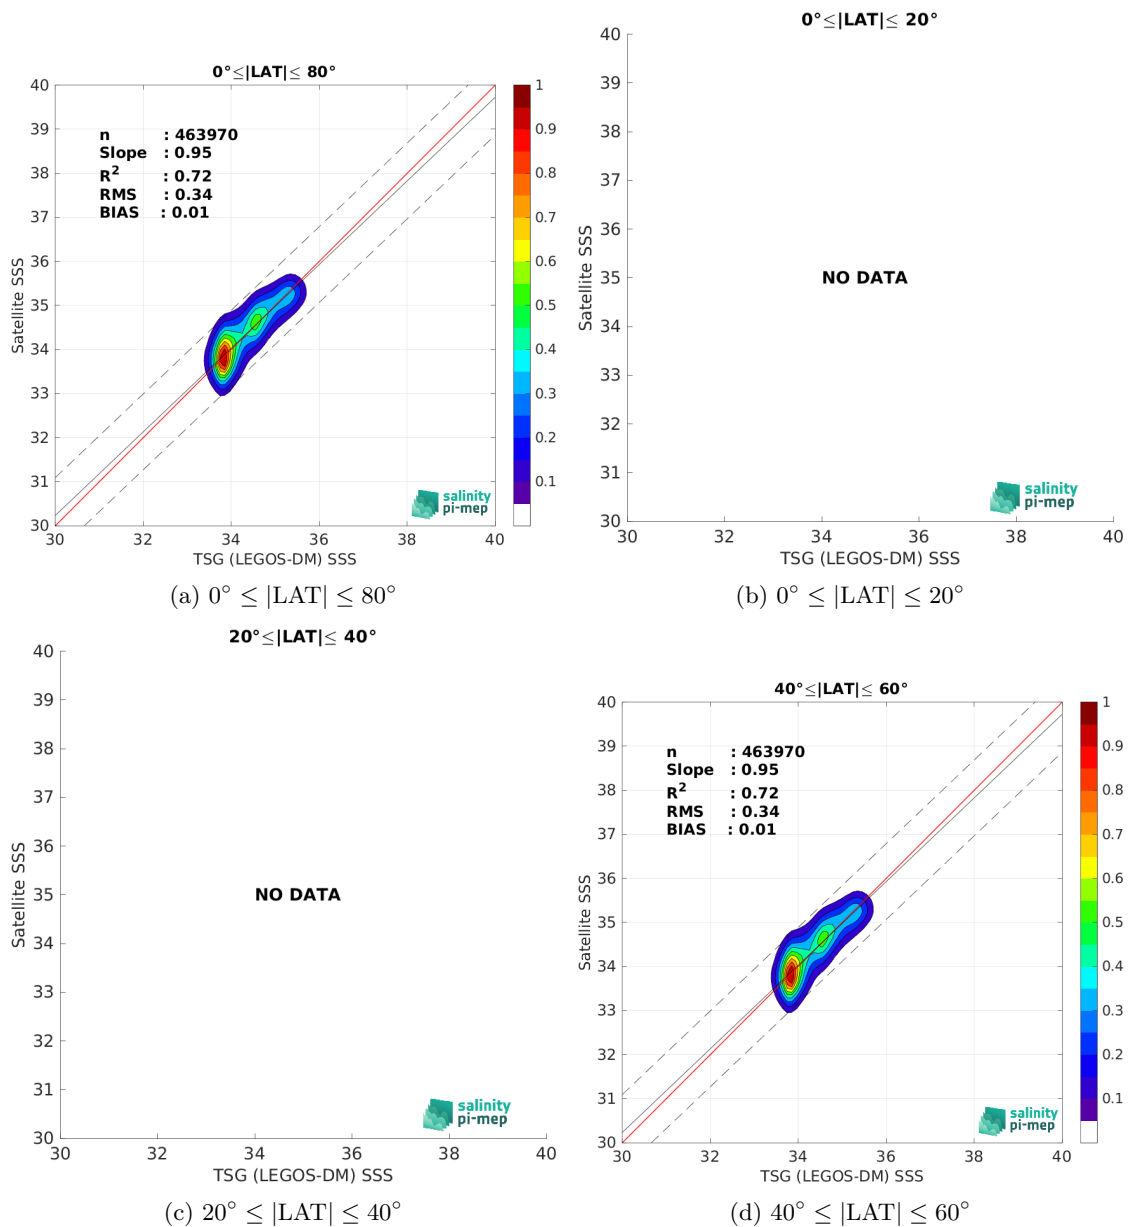 0°≤|LAT|≤ 80°
40
39
38
37
36
35
34
33
32
31
30
Satellite SSS
n : 463970
Slope : 0.95
R² : 0.72
RMS : 0.34
BIAS : 0.01
salinity
pi-mep
30 32 34 36 38 40
TSG (LEGOS-DM) SSS
1
0.9
0.8
0.7
0.6
0.5
0.4
0.3
0.2
0.1
(a) 0° ≤ |LAT| ≤ 80°
0°≤|LAT|≤ 20°
40
39
38
37
36
35
34
33
32
31
30
Satellite SSS
NO DATA
salinity
pi-mep
30 32 34 36 38 40
TSG (LEGOS-DM) SSS
(b) 0° ≤ |LAT| ≤ 20°
20°≤|LAT|≤ 40°
40
39
38
37
36
35
34
33
32
31
30
Satellite SSS
NO DATA
salinity
pi-mep
30 32 34 36 38 40
TSG (LEGOS-DM) SSS
(c) 20° ≤ |LAT| ≤ 40°
40°≤|LAT|≤ 60°
40
39
38
37
36
35
34
33
32
31
30
Satellite SSS
n : 463970
Slope : 0.95
R² : 0.72
RMS : 0.34
BIAS : 0.01
salinity
pi-mep
30 32 34 36 38 40
TSG (LEGOS-DM) SSS
1
0.9
0.8
0.7
0.6
0.5
0.4
0.3
0.2
0.1
(d) 40° ≤ |LAT| ≤ 60°